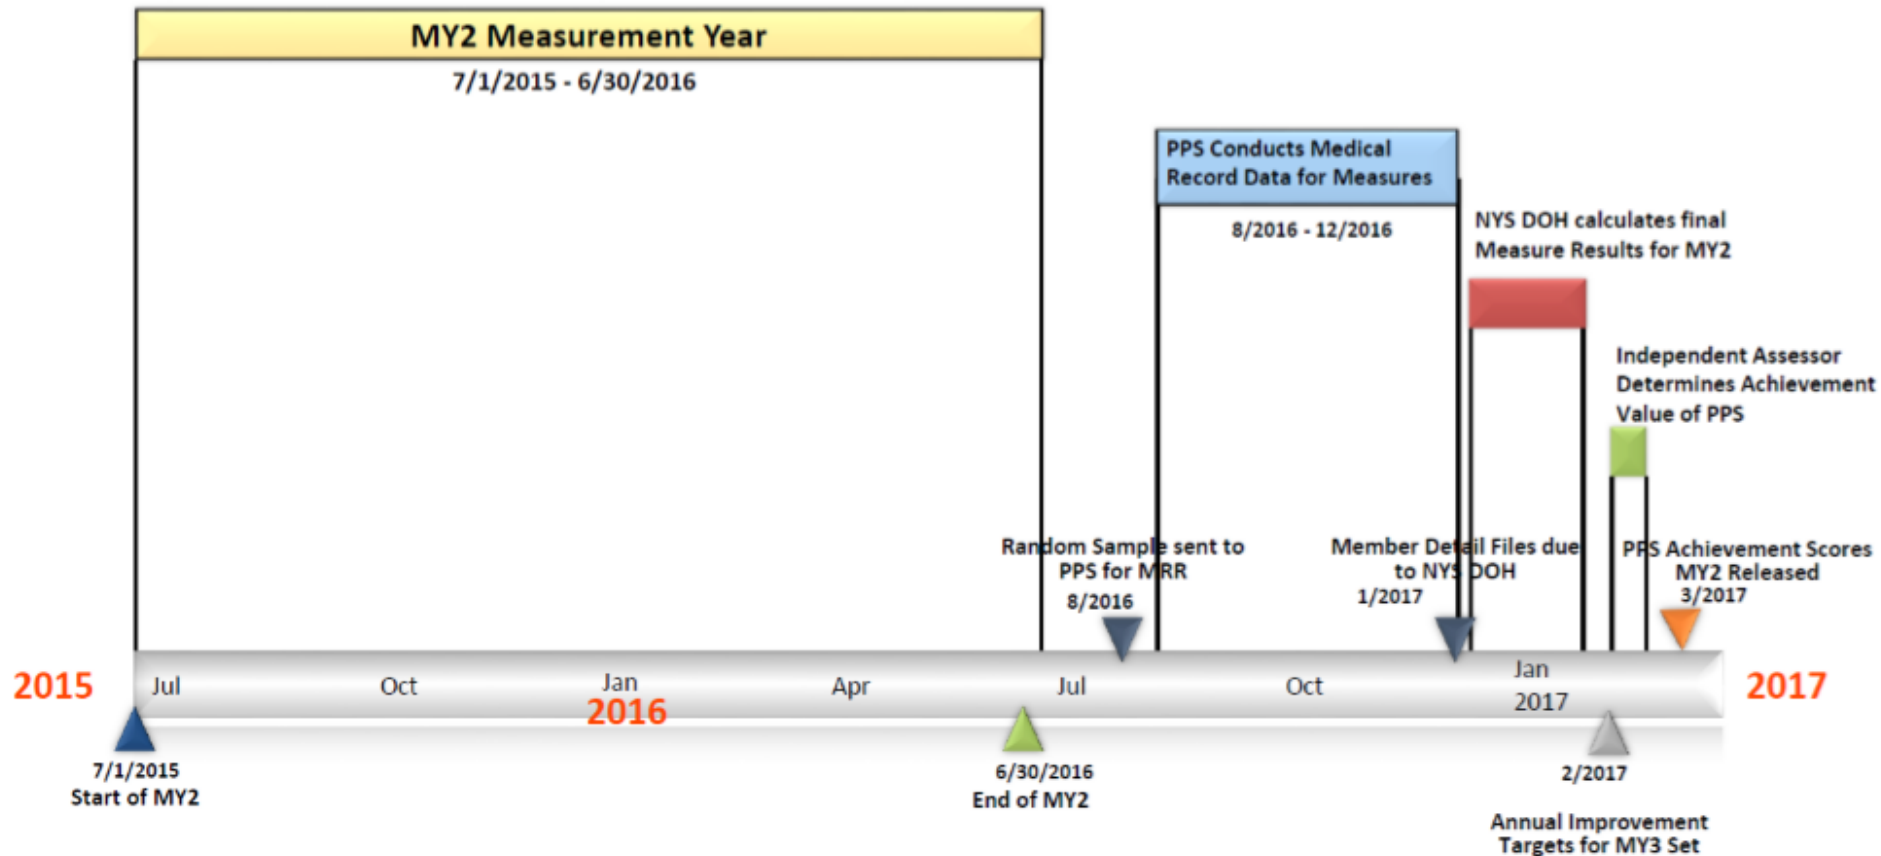 MY2 Measurement Year
7/1/2015 - 6/30/2016
PPS Conducts Medical
Record Data for Measures
8/2016 - 12/2016
NYS DOH calculates final
Measure Results for MY2
Independent Assessor
Determines Achievement
Value of PPS
Random Sample sent to
PPS for MRR
8/2016
Member Detail Files due
to NYS DOH
1/2017
PPS Achievement Scores
MY2 Released
3/2017
2015
Jul
Oct
Jan
2016
Apr
Jul
Oct
Jan
2017
2017
7/1/2015
Start of MY2
6/30/2016
End of MY2
2/2017
Annual Improvement
Targets for MY3 Set